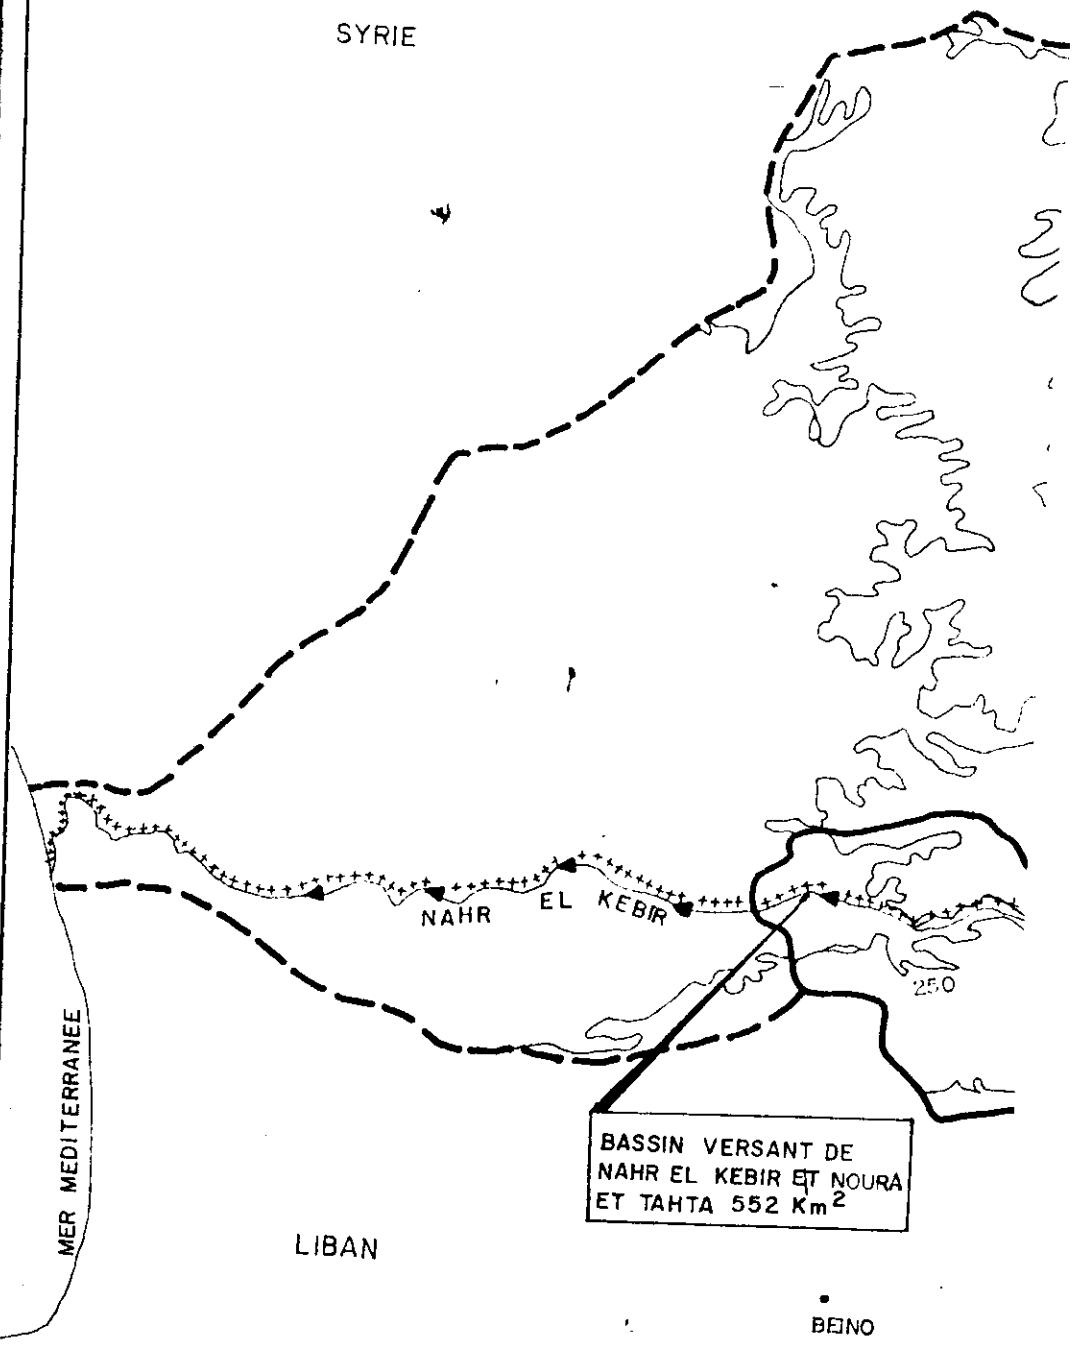 SYRIE
NAHR EL KEBIR
250
MER MEDITERRANEE
BASSIN VERSANT DE
NAHR EL KEBIR ET NOURA
ET TAHTA 552 Km²
LIBAN
BEINO